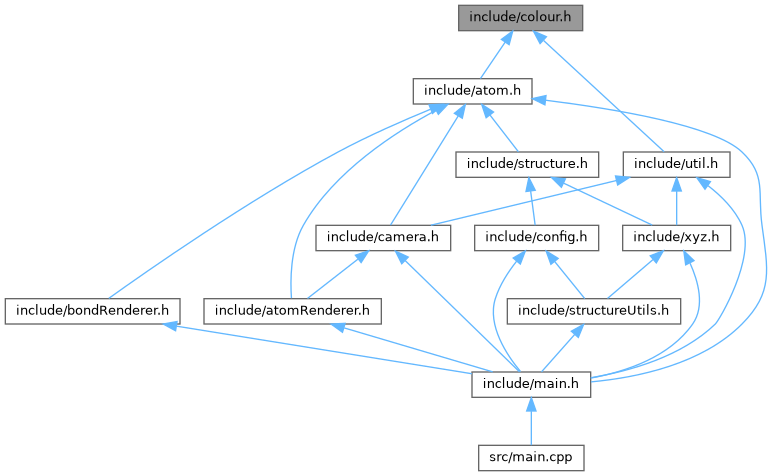 include/colour.h
include/atom.h
include/structure.h
include/util.h
include/camera.h
include/config.h
include/xyz.h
include/bondRenderer.h
include/atomRenderer.h
include/structureUtils.h
include/main.h
src/main.cpp